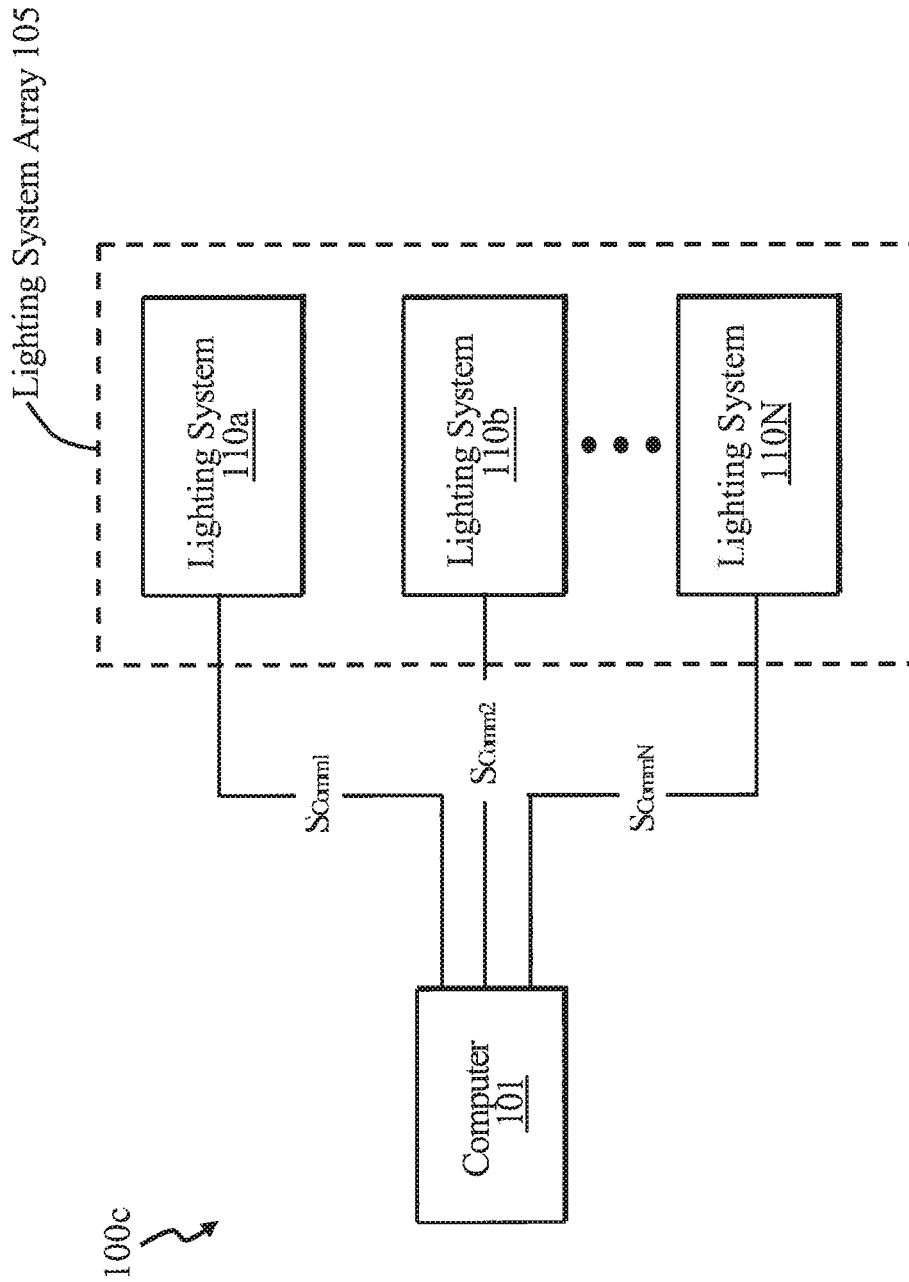 Lighting System Array 105
Lighting System
110a
Lighting System
110b
Lighting System
110N
SComm1
SComm2
SCommN
Computer
101
100c